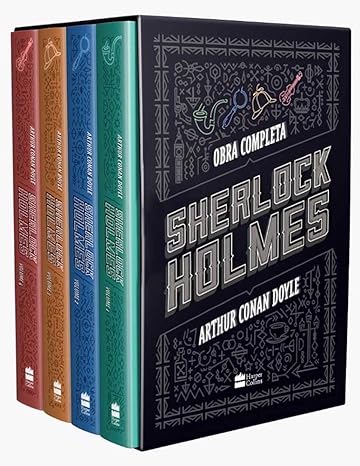 OBRA COMPLETA
SHERLOCK
HOLMES
ARTHUR CONAN DOYLE
Harper
Collins
ARTHUR CONAN DOYLE
SHERLOCK
HOLMES
VOLUME 4
ARTHUR CONAN DOYLE
SHERLOCK
HOLMES
VOLUME 3
ARTHUR CONAN DOYLE
SHERLOCK
HOLMES
VOLUME 2
ARTHUR CONAN DOYLE
SHERLOCK
HOLMES
VOLUME 1